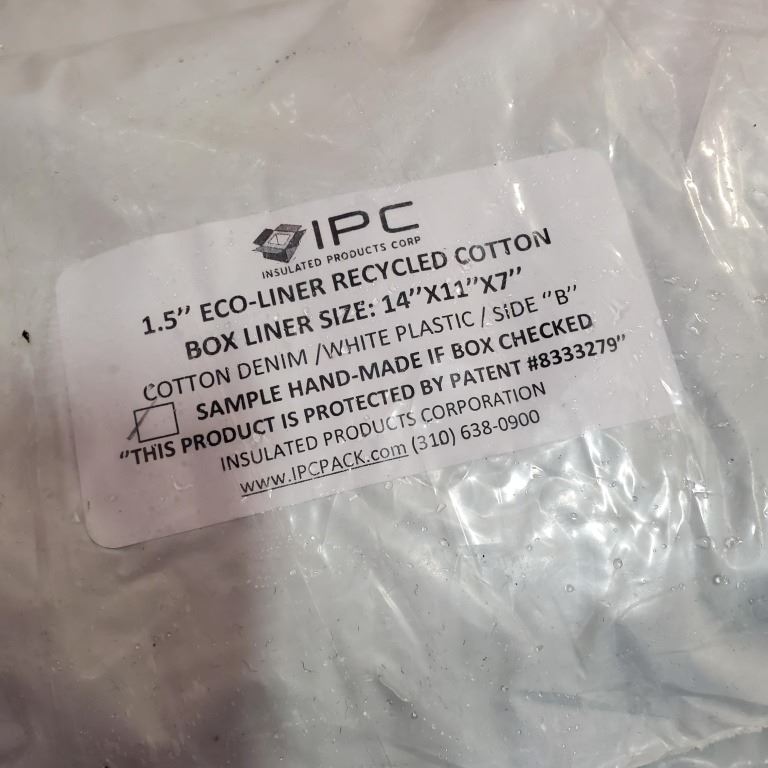 IPC
INSULATED PRODUCTS CORP
1.5’’ ECO-LINER RECYCLED COTTON
BOX LINER SIZE: 14’’X11’’X7’’
COTTON DENIM /WHITE PLASTIC / SIDE ‘‘B’’
SAMPLE HAND-MADE IF BOX CHECKED
‘‘THIS PRODUCT IS PROTECTED BY PATENT #8333279’’
INSULATED PRODUCTS CORPORATION
www.IPCPACK.com (310) 638-0900